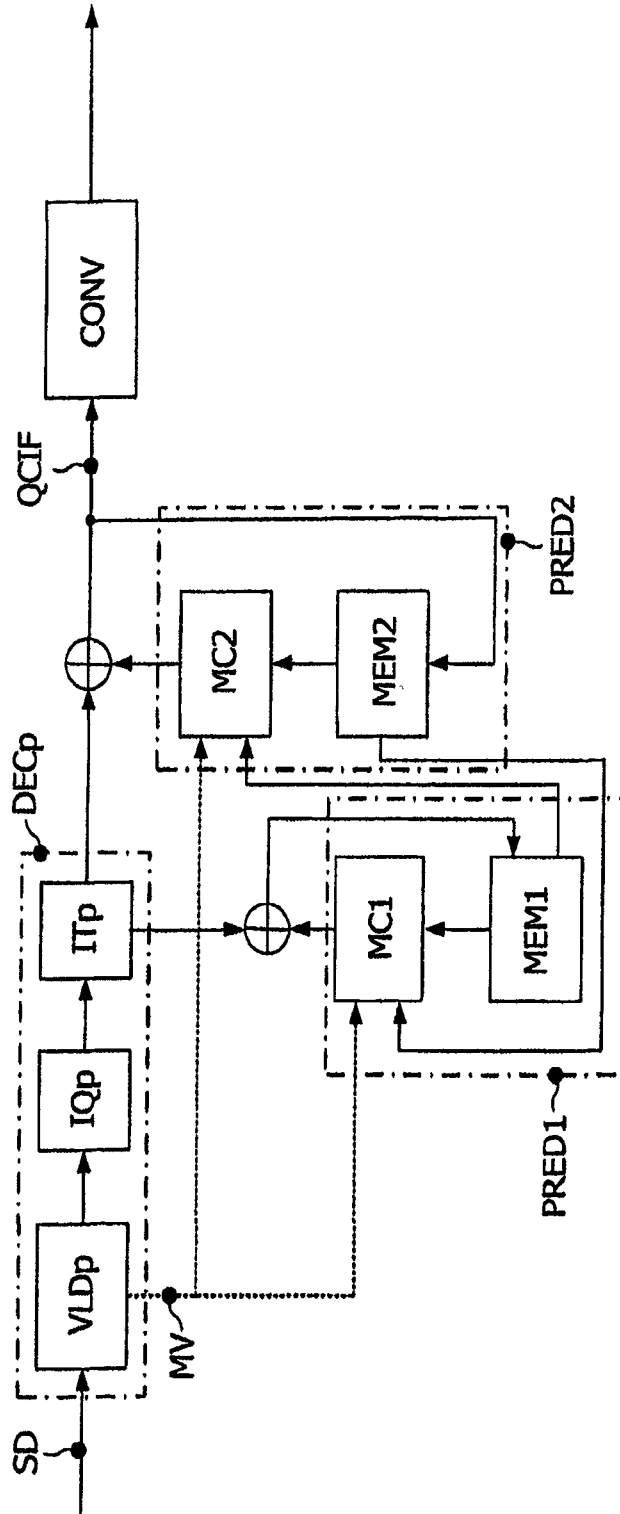 SD
VLDp
IQp
ITp
DECp
QCIF
CONV
MV
MC2
MEM2
PRED2
MC1
MEM1
PRED1